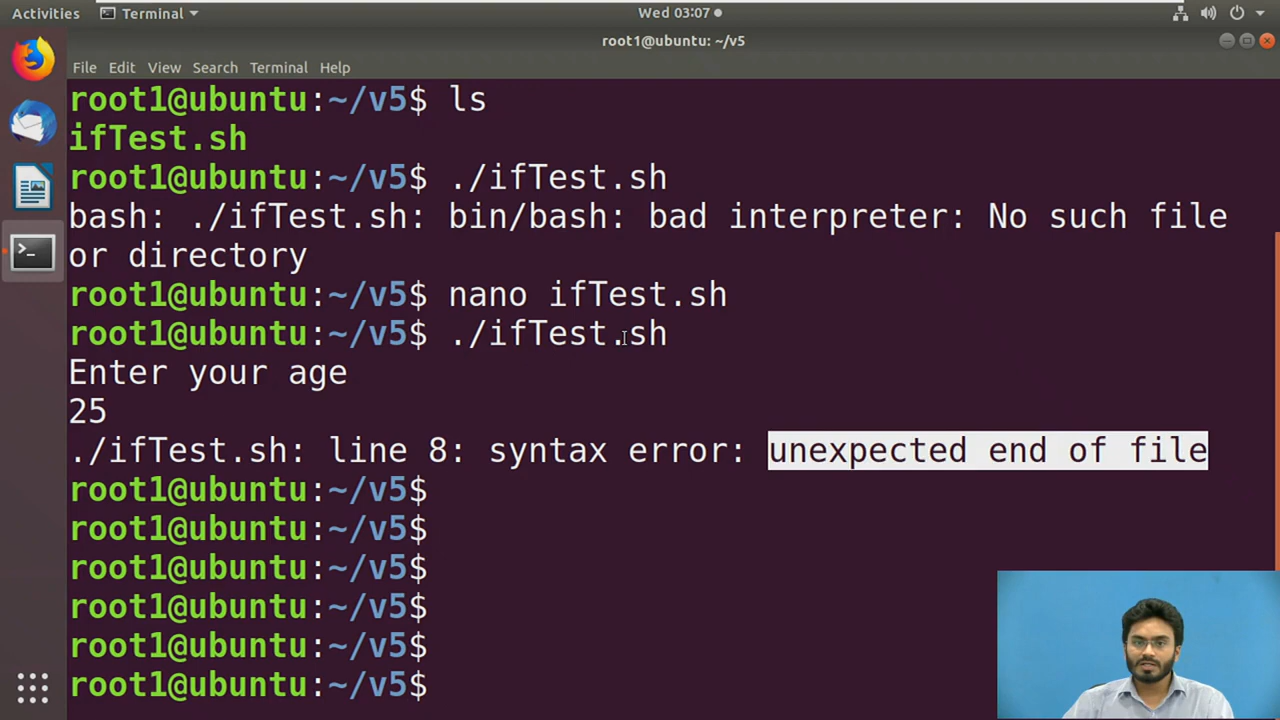 Activities Terminal Wed 03:07
root1@ubuntu: ~/v5
File Edit View Search Terminal Help
root1@ubuntu:~/v5$ ls
ifTest.sh
root1@ubuntu:~/v5$ ./ifTest.sh
bash: ./ifTest.sh: bin/bash: bad interpreter: No such file
or directory
root1@ubuntu:~/v5$ nano ifTest.sh
root1@ubuntu:~/v5$ ./ifTest.sh
Enter your age
25
./ifTest.sh: line 8: syntax error: unexpected end of file
root1@ubuntu:~/v5$
root1@ubuntu:~/v5$
root1@ubuntu:~/v5$
root1@ubuntu:~/v5$
root1@ubuntu:~/v5$
root1@ubuntu:~/v5$